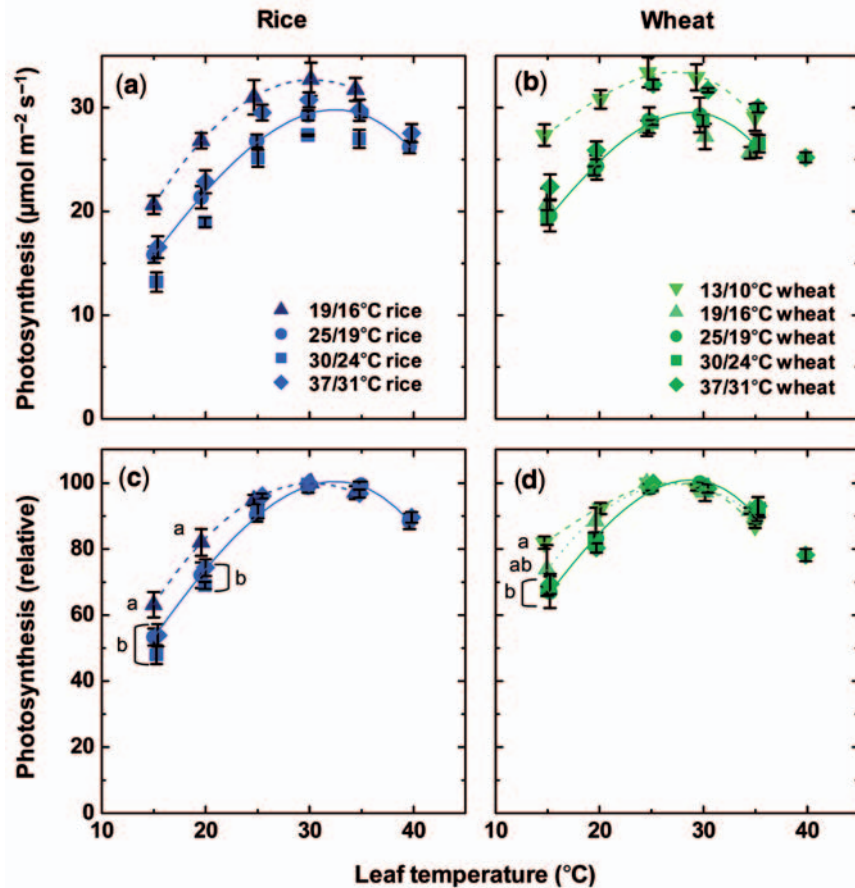 Rice
Wheat
(a)
(b)
Photosynthesis (μmol m⁻² s⁻¹)
30
20
10
0
19/16°C rice
25/19°C rice
30/24°C rice
37/31°C rice
13/10°C wheat
19/16°C wheat
25/19°C wheat
30/24°C wheat
37/31°C wheat
(c)
(d)
Photosynthesis (relative)
100
80
60
40
20
0
a
a
b
b
a
ab
b
10 20 30 40 10 20 30 40
Leaf temperature (°C)